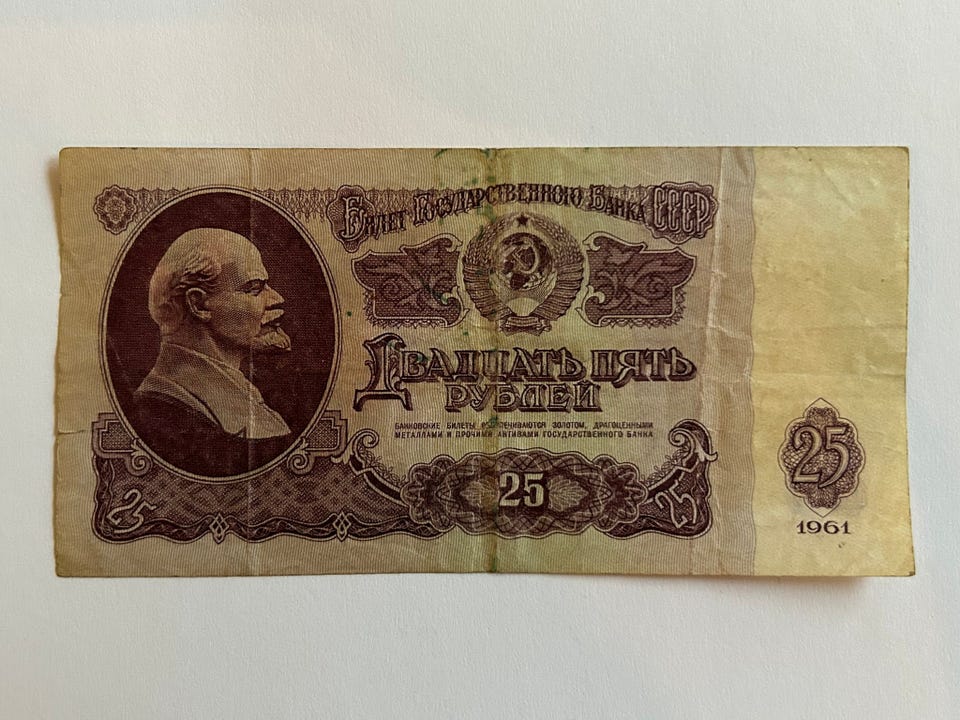 Билет Государственного Банка СССР
Двадцать пять
рублей
БАНКОВСКИЕ БИЛЕТЫ ОБЕСПЕЧИВАЮТСЯ ЗОЛОТОМ, ДРАГОЦЕННЫМИ
МЕТАЛЛАМИ И ПРОЧИМИ АКТИВАМИ ГОСУДАРСТВЕННОГО БАНКА
25
25
25
25
1961